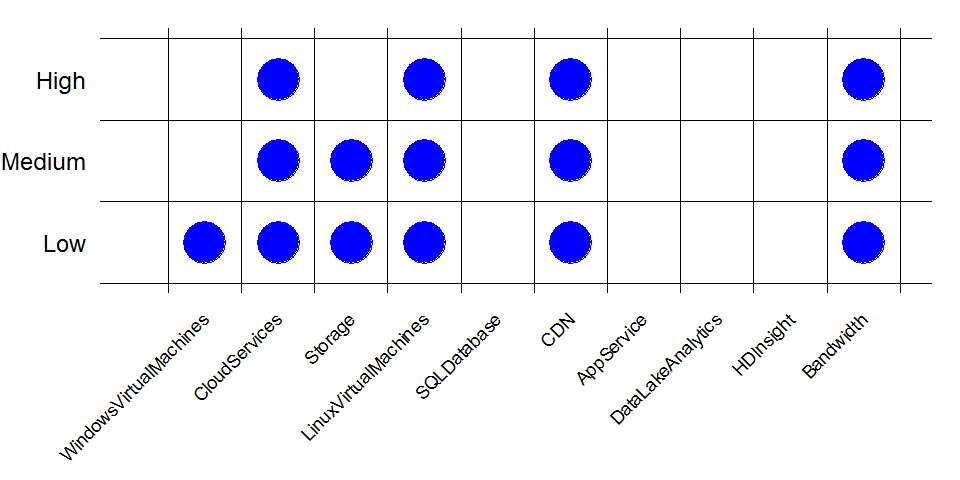 High
Medium
Low
WindowsVirtualMachines
CloudServices
Storage
LinuxVirtualMachines
SQLDatabase
CDN
AppService
DataLakeAnalytics
HDInsight
Bandwidth